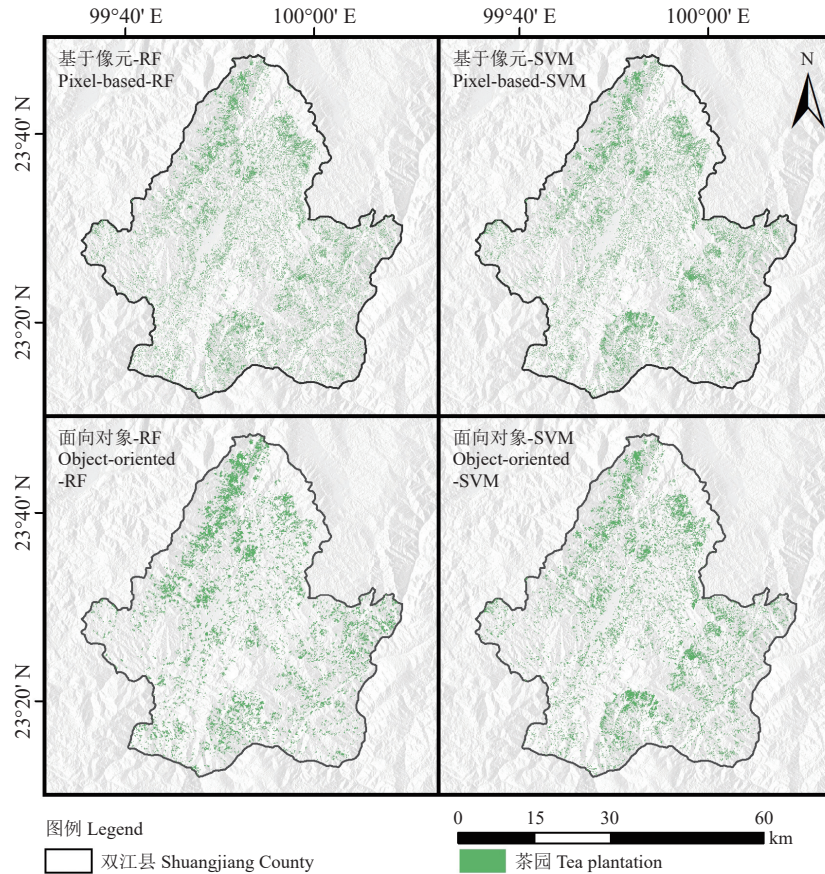 99°40' E
100°00' E
99°40' E
100°00' E
基于像元-RF
Pixel-based-RF
基于像元-SVM
Pixel-based-SVM
N
23°40' N
23°20' N
面向对象-RF
Object-oriented
-RF
面向对象-SVM
Object-oriented
-SVM
23°40' N
23°20' N
图例 Legend
0 15 30 60
km
双江县 Shuangjiang County
茶园 Tea plantation